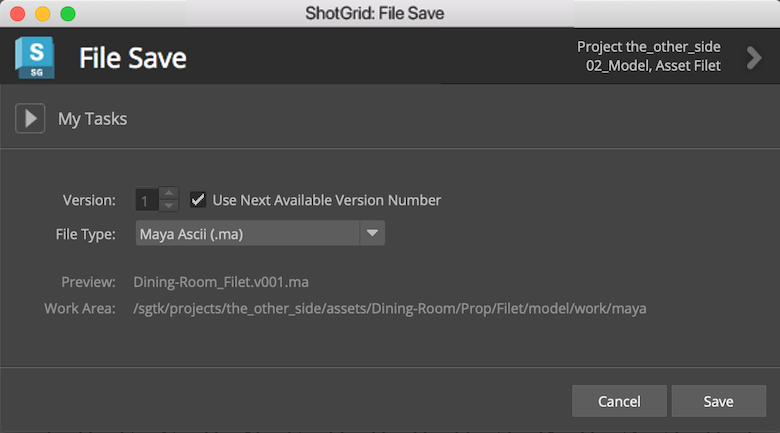 ShotGrid: File Save
S
SG
File Save
Project the_other_side
02_Model, Asset Filet
My Tasks
Version: 1 Use Next Available Version Number
File Type: Maya Ascii (.ma)
Preview: Dining-Room_Filet.v001.ma
Work Area: /sgtk/projects/the_other_side/assets/Dining-Room/Prop/Filet/model/work/maya
Cancel Save